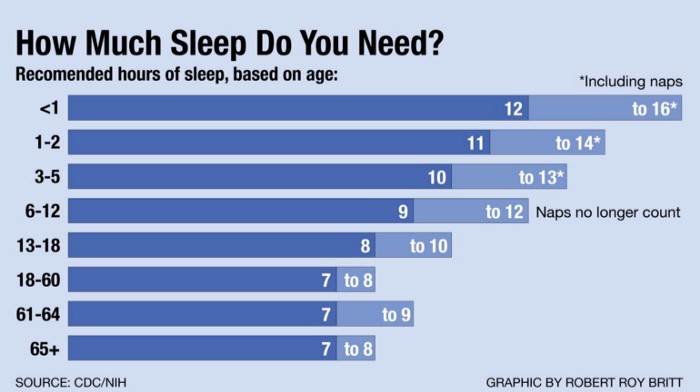 How Much Sleep Do You Need?
Recomended hours of sleep, based on age:
*Including naps
<1 12 to 16*
1-2 11 to 14*
3-5 10 to 13*
6-12 9 to 12 Naps no longer count
13-18 8 to 10
18-60 7 to 8
61-64 7 to 9
65+ 7 to 8
SOURCE: CDC/NIH GRAPHIC BY ROBERT ROY BRITT